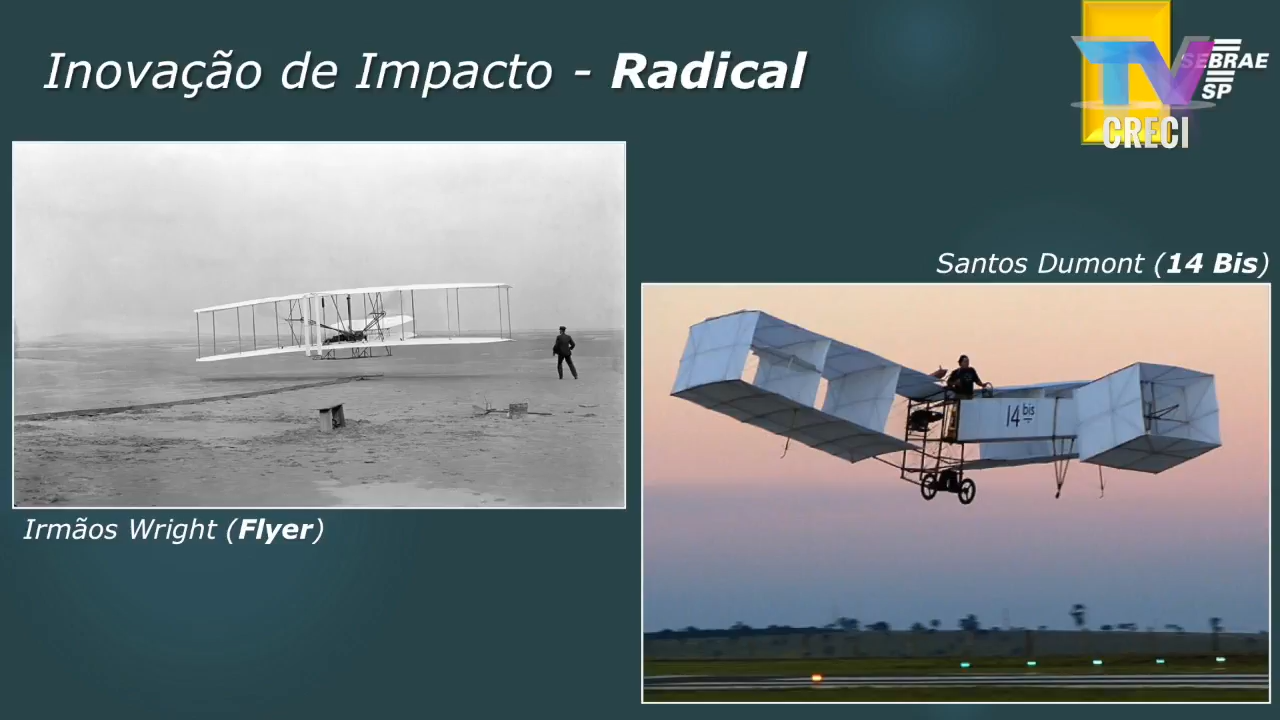 Inovação de Impacto - Radical
TV
CRECI
SEBRAE
SP
Santos Dumont (14 Bis)
14 bis
Irmãos Wright (Flyer)